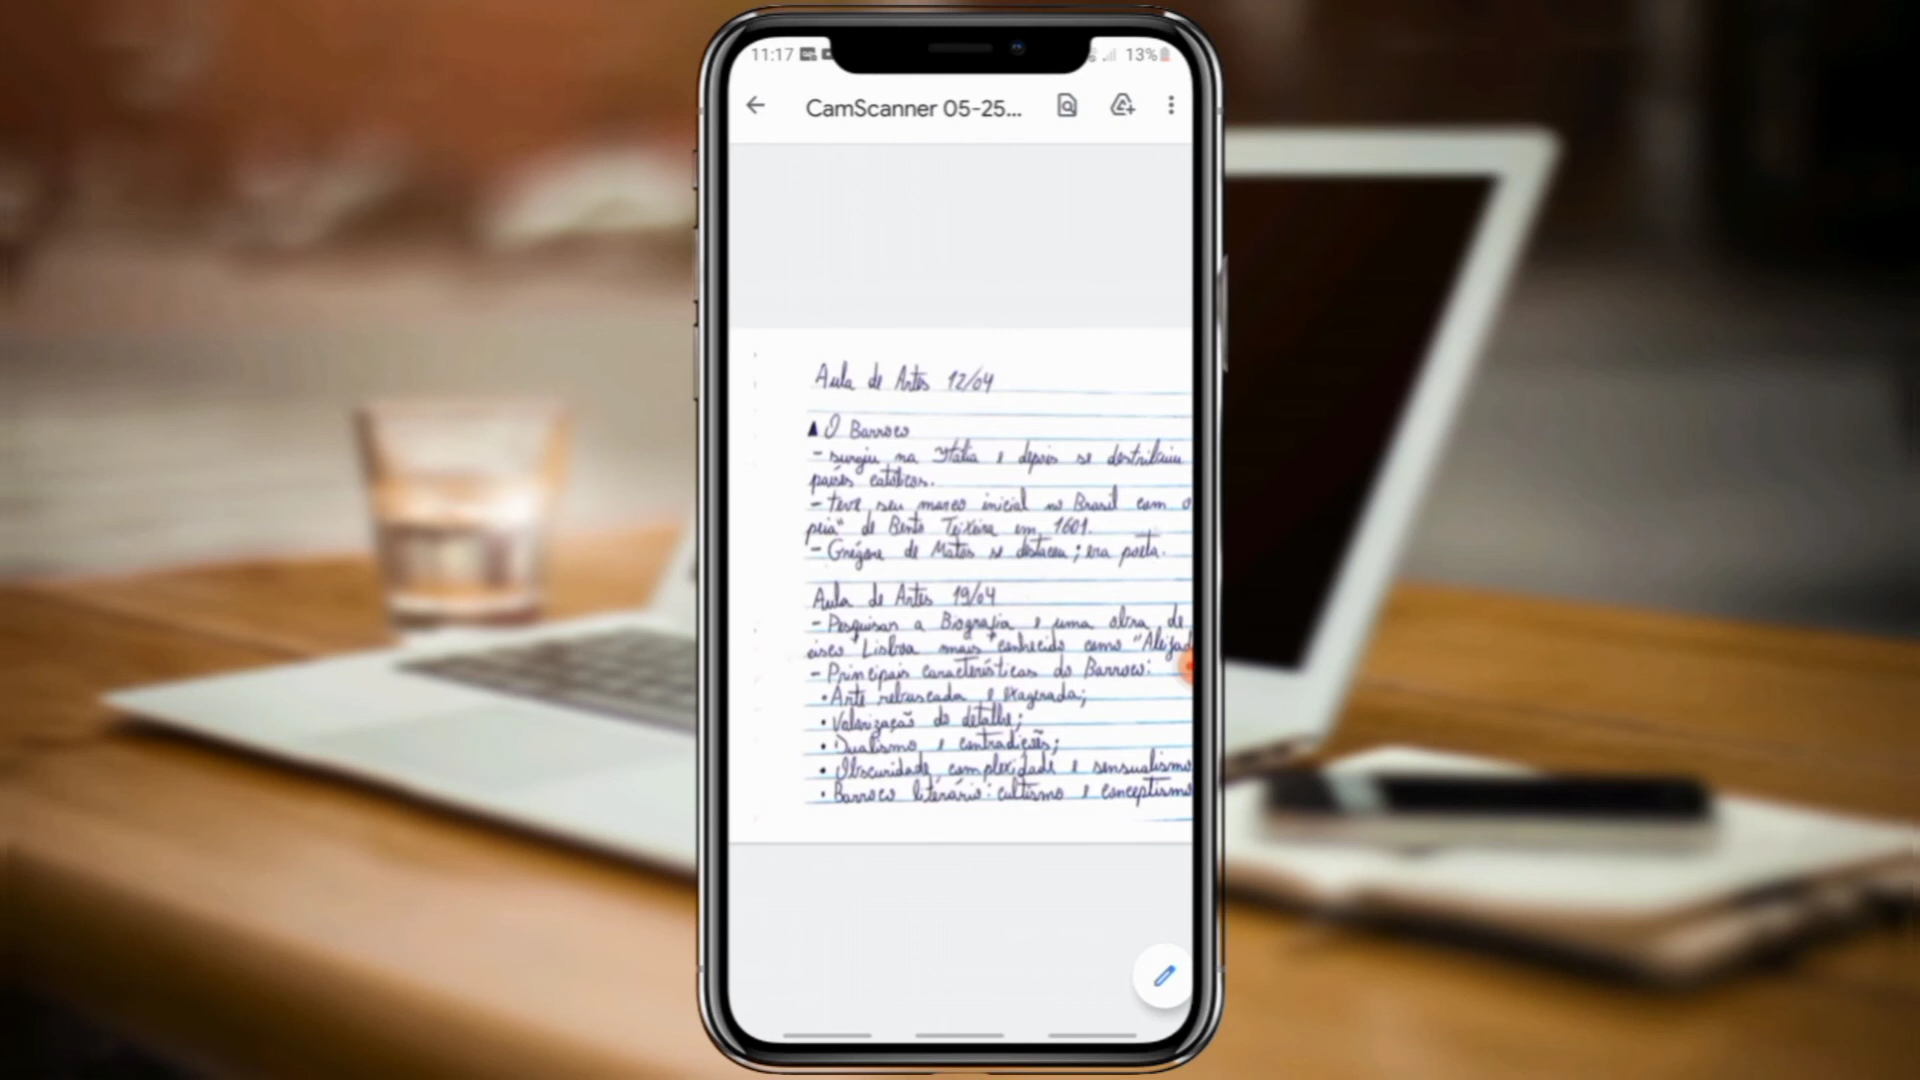 11:17 13%
CamScanner 05-25...
Aula de Artes 12/04
O Barroco
- surgiu na Itália e depois se distribuiu
países católicos.
- teve seu marco inicial no Brasil com o
peia" de Bento Teixeira em 1601.
- Gregório de Matos se destacou; era poeta.
Aula de Artes 19/04
- Pesquisar a Biografia e uma obra de
cisco Lisboa mais conhecido como "Aleijad
- Principais características do Barroco:
• Arte rebuscada e exagerada;
• Valorização do detalhe;
• Dualismo e contradições;
• Obscuridade, complexidade e sensualismo
• Barroco literário: cultismo e conceptismo